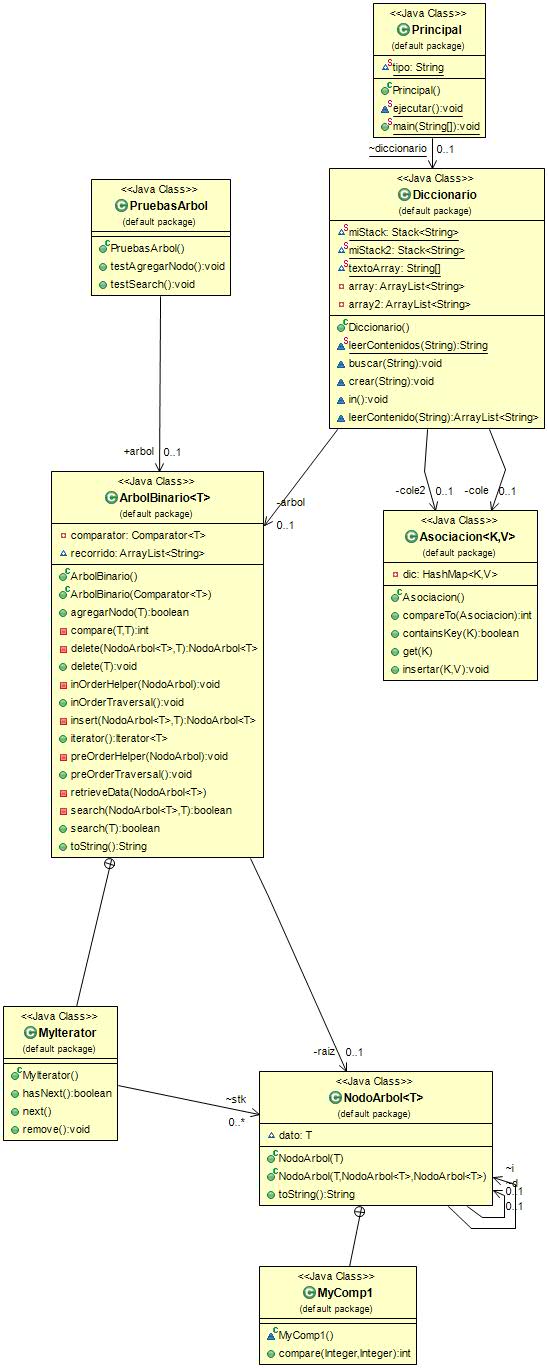 <<Java Class>>
Principal
(default package)
tipo: String
Principal()
ejecutar():void
main(String[]):void
~diccionario
0..1
<<Java Class>>
Diccionario
(default package)
miStack: Stack<String>
miStack2: Stack<String>
textoArray: String[]
array: ArrayList<String>
array2: ArrayList<String>
Diccionario()
leerContenidos(String):String
buscar(String):void
crear(String):void
in():void
leerContenido(String):ArrayList<String>
<<Java Class>>
PruebasArbol
(default package)
PruebasArbol()
testAgregarNodo():void
testSearch():void
+arbol
0..1
-arbol
0..1
-cole2
0..1
-cole
0..1
<<Java Class>>
ArbolBinario<T>
(default package)
comparator: Comparator<T>
recorrido: ArrayList<String>
ArbolBinario()
ArbolBinario(Comparator<T>)
agregarNodo(T):boolean
compare(T,T):int
delete(NodoArbol<T>,T):NodoArbol<T>
delete(T):void
inOrderHelper(NodoArbol):void
inOrderTraversal():void
insert(NodoArbol<T>,T):NodoArbol<T>
iterator():Iterator<T>
preOrderHelper(NodoArbol):void
preOrderTraversal():void
retrieveData(NodoArbol<T>)
search(NodoArbol<T>,T):boolean
search(T):boolean
toString():String
<<Java Class>>
Asociacion<K,V>
(default package)
dic: HashMap<K,V>
Asociacion()
compareTo(Asociacion):int
containsKey(K):boolean
get(K)
insertar(K,V):void
<<Java Class>>
MyIterator
(default package)
MyIterator()
hasNext():boolean
next()
remove():void
~stk
0..*
-raiz
0..1
<<Java Class>>
NodoArbol<T>
(default package)
dato: T
NodoArbol(T)
NodoArbol(T,NodoArbol<T>,NodoArbol<T>)
toString():String
~i
~d
0..1
0..1
<<Java Class>>
MyComp1
(default package)
MyComp1()
compare(Integer,Integer):int